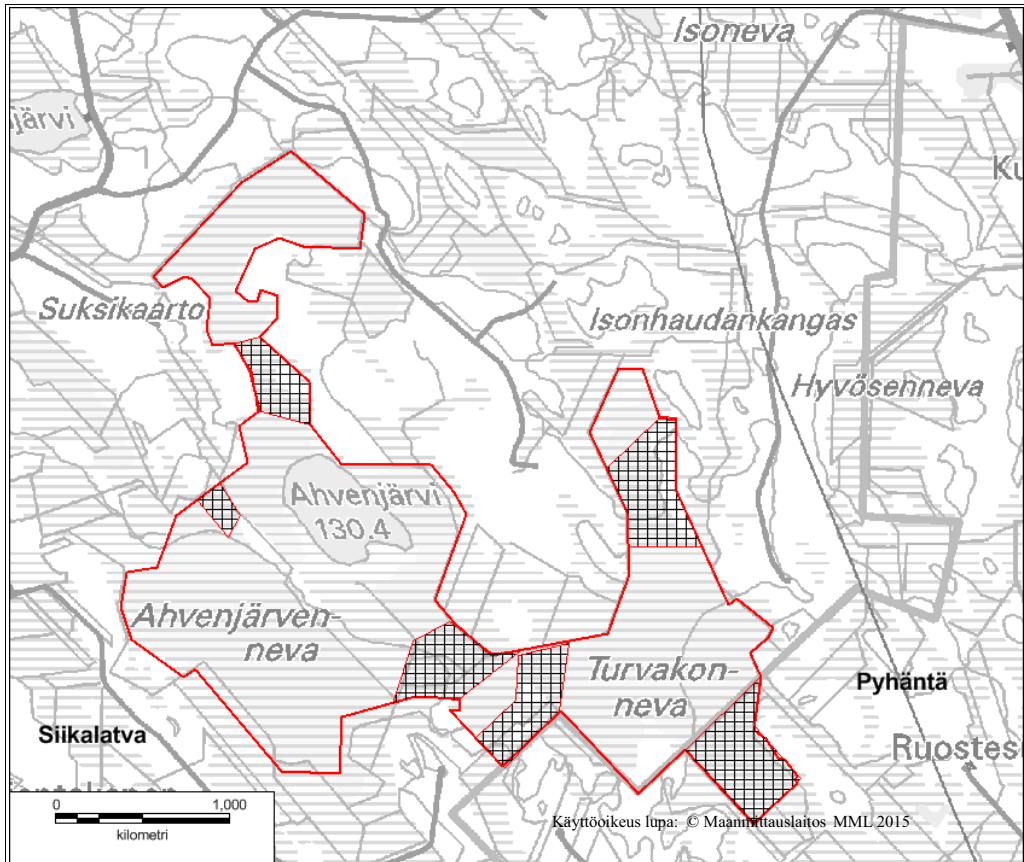 Isoneva
järvi
Ku
Suksikaarto
Isonhaudankangas
Hyvösenneva
Ahvenjärvi
130.4
Ahvenjärven-
neva
Turvakon-
neva
Pyhäntä
Siikalatva
Ruostes
0 1,000
kilometri
Käyttöoikeus lupa: © Maanmittauslaitos MML 2015